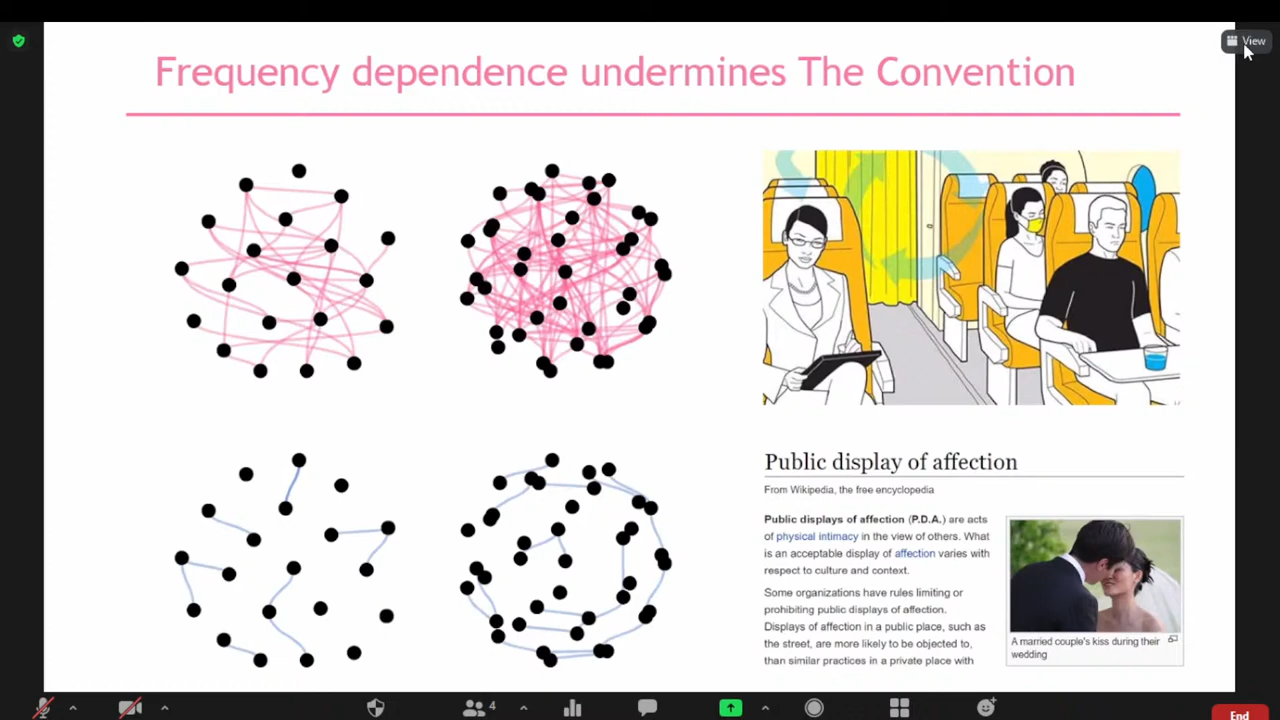 View
Frequency dependence undermines The Convention
Public display of affection
From Wikipedia, the free encyclopedia
Public displays of affection (P.D.A.) are acts
of physical intimacy in the view of others. What
is an acceptable display of affection varies with
respect to culture and context.
Some organizations have rules limiting or
prohibiting public displays of affection.
Displays of affection in a public place, such as
the street, are more likely to be objected to,
than similar practices in a private place with
A married couple's kiss during their
wedding
4
End